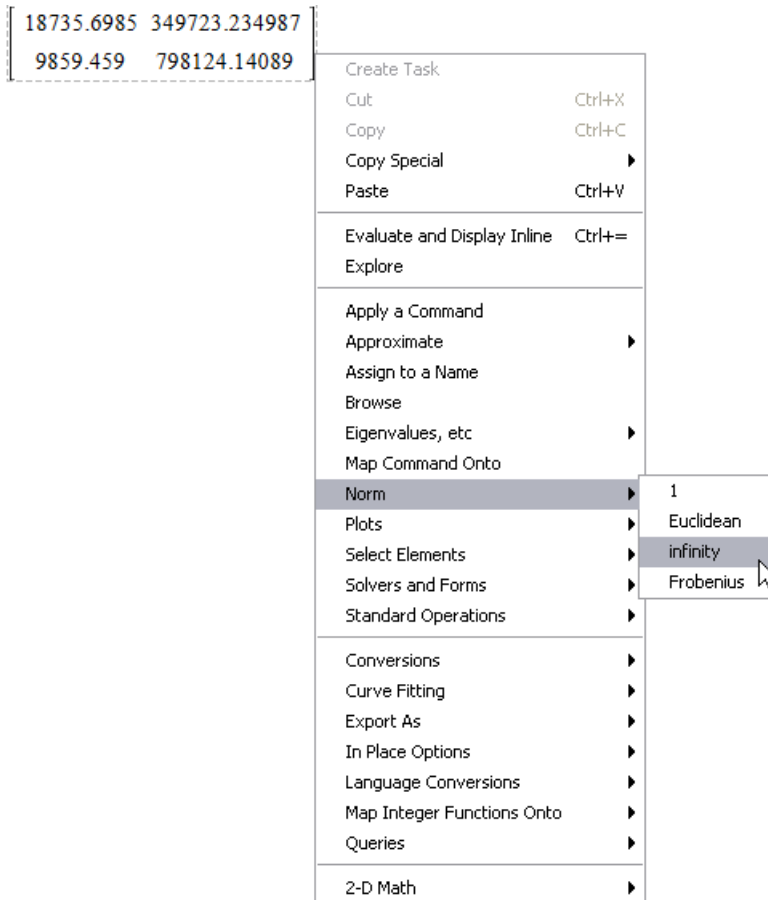 18735.6985 349723.234987
9859.459 798124.14089
Create Task
Cut Ctrl+X
Copy Ctrl+C
Copy Special
Paste Ctrl+V
Evaluate and Display Inline Ctrl+=
Explore
Apply a Command
Approximate
Assign to a Name
Browse
Eigenvalues, etc
Map Command Onto
Norm
1
Plots
Euclidean
Select Elements
infinity
Solvers and Forms
Frobenius
Standard Operations
Conversions
Curve Fitting
Export As
In Place Options
Language Conversions
Map Integer Functions Onto
Queries
2-D Math